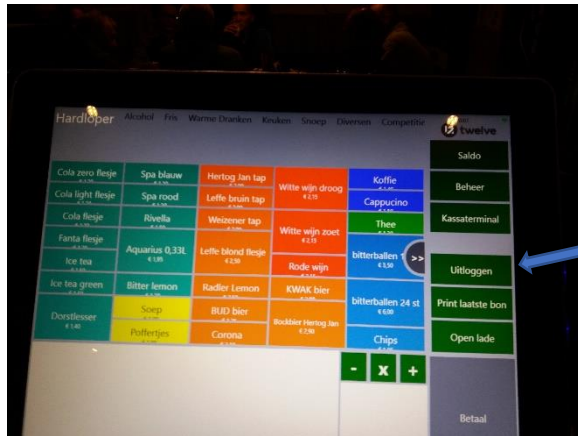 Hardloper Alcohol Fris Warme Dranken Keuken Snoep Diversen Competitie
twelve
Saldo
Cola zero flesje Spa blauw Hertog Jan tap Witte wijn droog Koffie Beheer
€ 2,15
Cola light flesje Spa rood Leffe bruin tap Cappucino
Cola flesje Rivella Weizener tap Witte wijn zoet Thee Kassaterminal
€ 2,15
Fanta flesje Aquarius 0,33L Leffe blond flesje bitterballen >>
€ 1,95 € 2,50 € 3,50
Ice tea Rode wijn Uitloggen
Ice tea green Bitter lemon Radler Lemon KWAK bier bitterballen 24 st Print laatste bon
€ 6,00
Dorstlesser Soep BUD bier Bockbier Hertog Jan Open lade
€ 1,40 € 2,90
Poffertjes Corona Chips
- x +
Betaal